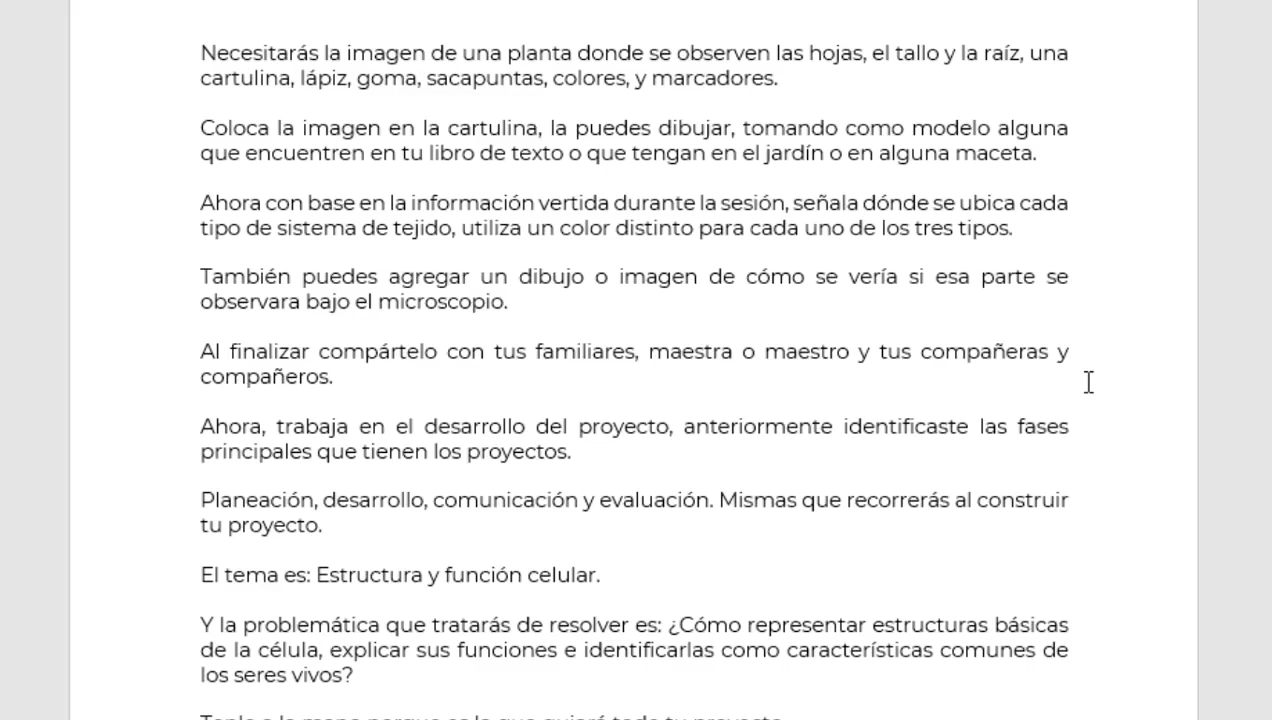 Necesitarás la imagen de una planta donde se observen las hojas, el tallo y la raíz, una
cartulina, lápiz, goma, sacapuntas, colores, y marcadores.
Coloca la imagen en la cartulina, la puedes dibujar, tomando como modelo alguna
que encuentren en tu libro de texto o que tengan en el jardín o en alguna maceta.
Ahora con base en la información vertida durante la sesión, señala dónde se ubica cada
tipo de sistema de tejido, utiliza un color distinto para cada uno de los tres tipos.
También puedes agregar un dibujo o imagen de cómo se vería si esa parte se
observara bajo el microscopio.
Al finalizar compártelo con tus familiares, maestra o maestro y tus compañeras y
compañeros.
Ahora, trabaja en el desarrollo del proyecto, anteriormente identificaste las fases
principales que tienen los proyectos.
Planeación, desarrollo, comunicación y evaluación. Mismas que recorrerás al construir
tu proyecto.
El tema es: Estructura y función celular.
Y la problemática que tratarás de resolver es: ¿Cómo representar estructuras básicas
de la célula, explicar sus funciones e identificarlas como características comunes de
los seres vivos?